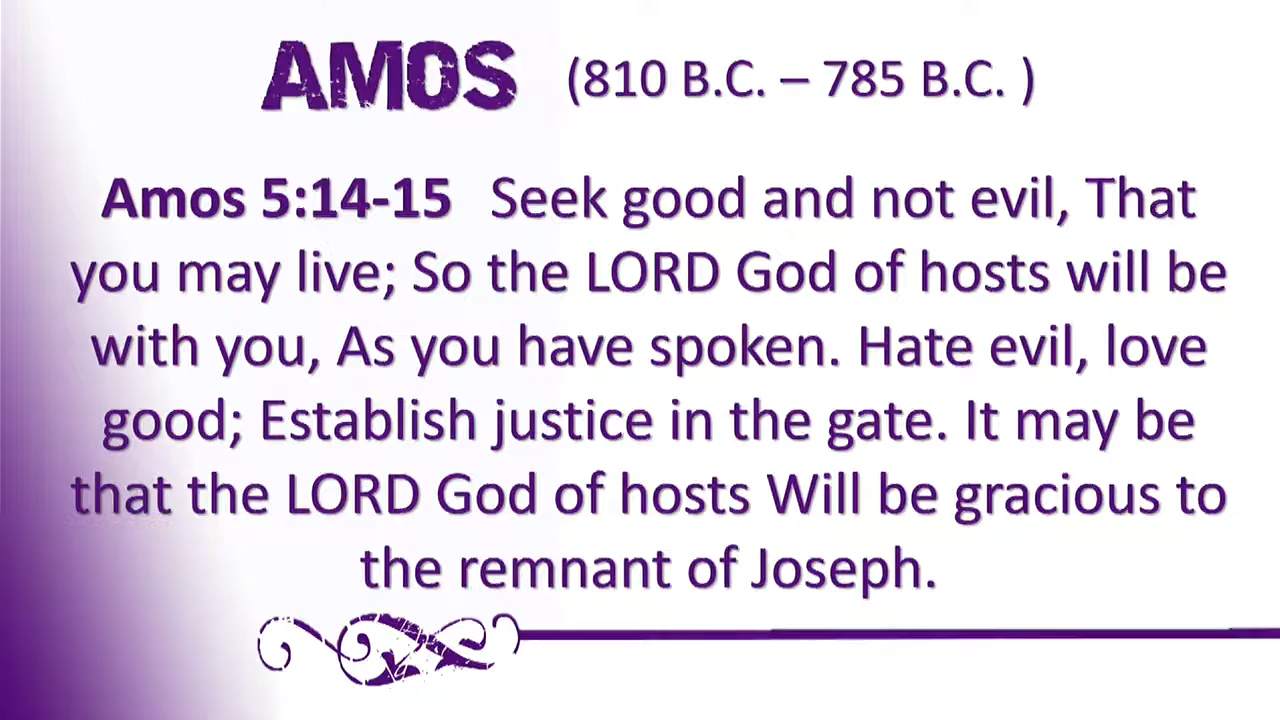 AMOS (810 B.C. – 785 B.C. )
Amos 5:14-15 Seek good and not evil, That
you may live; So the LORD God of hosts will be
with you, As you have spoken. Hate evil, love
good; Establish justice in the gate. It may be
that the LORD God of hosts Will be gracious to
the remnant of Joseph.